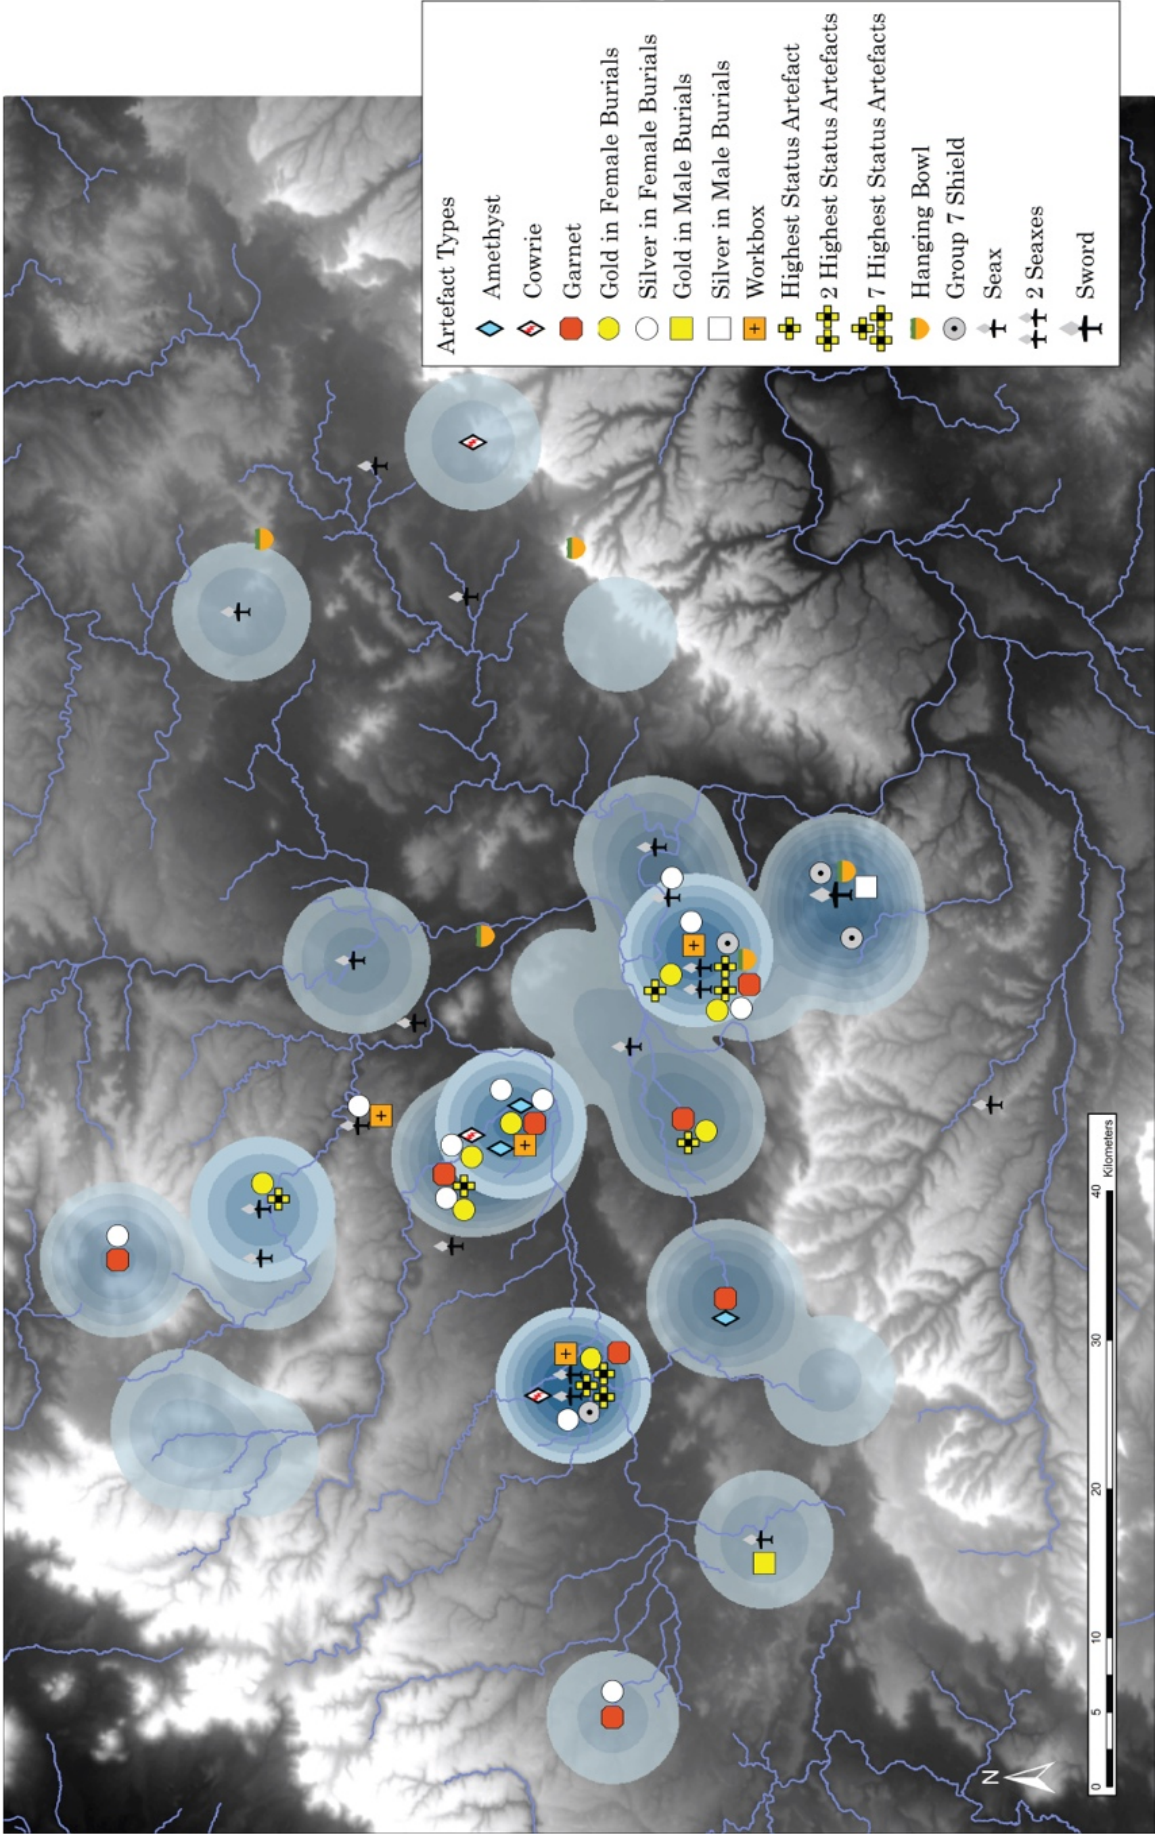 Artefact Types
Amethyst
Cowrie
Garnet
Gold in Female Burials
Silver in Female Burials
Gold in Male Burials
Silver in Male Burials
Workbox
Highest Status Artefact
2 Highest Status Artefacts
7 Highest Status Artefacts
Hanging Bowl
Group 7 Shield
Seax
2 Seaxes
Sword
N
0 5 10 20 30 40
Kilometers